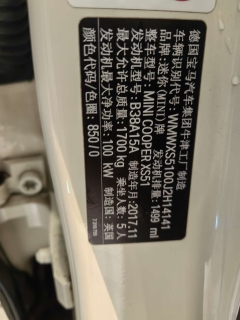 德国宝马汽车集团牛津工厂制造
车辆识别代号: WMWXS5100J2H14141
品牌: 迷你 (MINI) 发动机排量: 1499 ml
整车型号: MINI COOPER XS51
发动机型号: B38A15A 制造年月: 2017.11
最大允许总质量: 1700 kg 乘坐人数: 5人
发动机最大净功率: 100 kW 制造国: 英国
颜色代码/颜色: 850 / 0